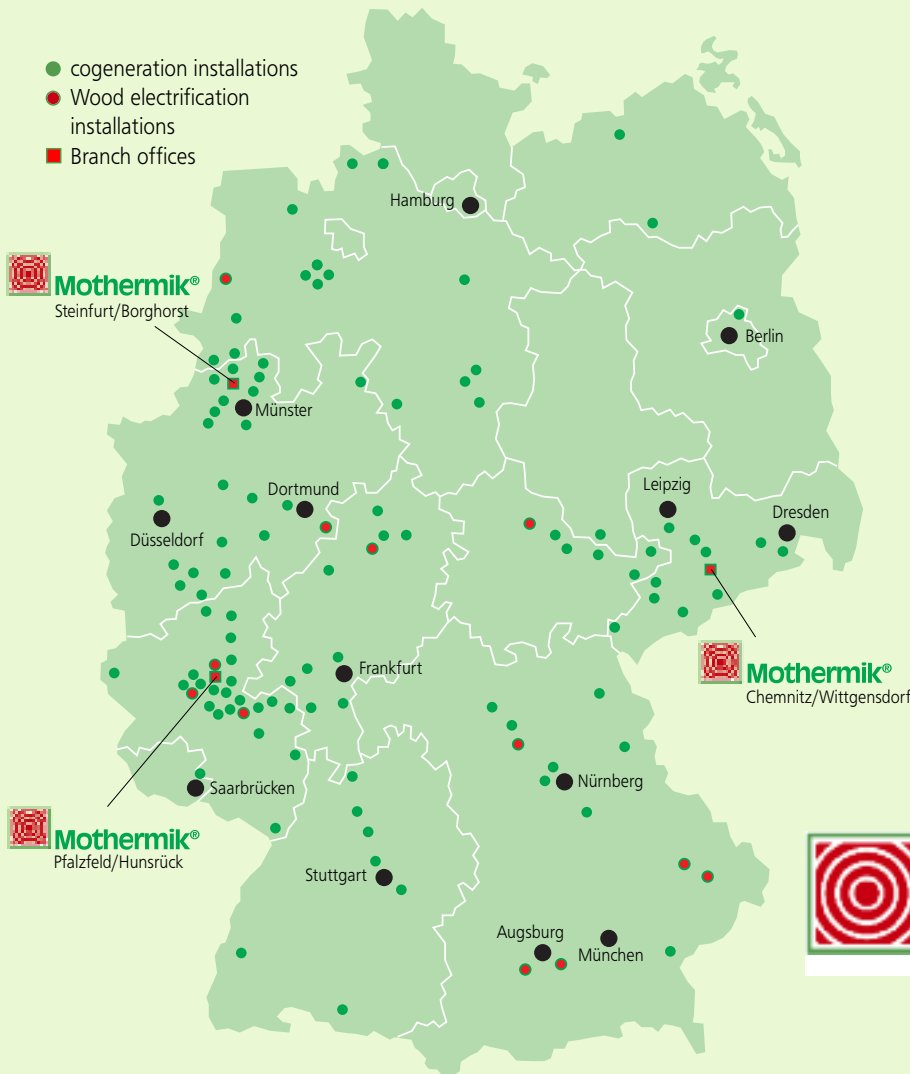 cogeneration installations
Wood electrification
installations
Branch offices
Hamburg
Mothermik®
Steinfurt/Borghorst
Berlin
Münster
Leipzig
Dortmund
Dresden
Düsseldorf
Frankfurt
Mothermik®
Chemnitz/Wittgensdorf
Nürnberg
Saarbrücken
Mothermik®
Pfalzfeld/Hunsrück
Stuttgart
Augsburg
München